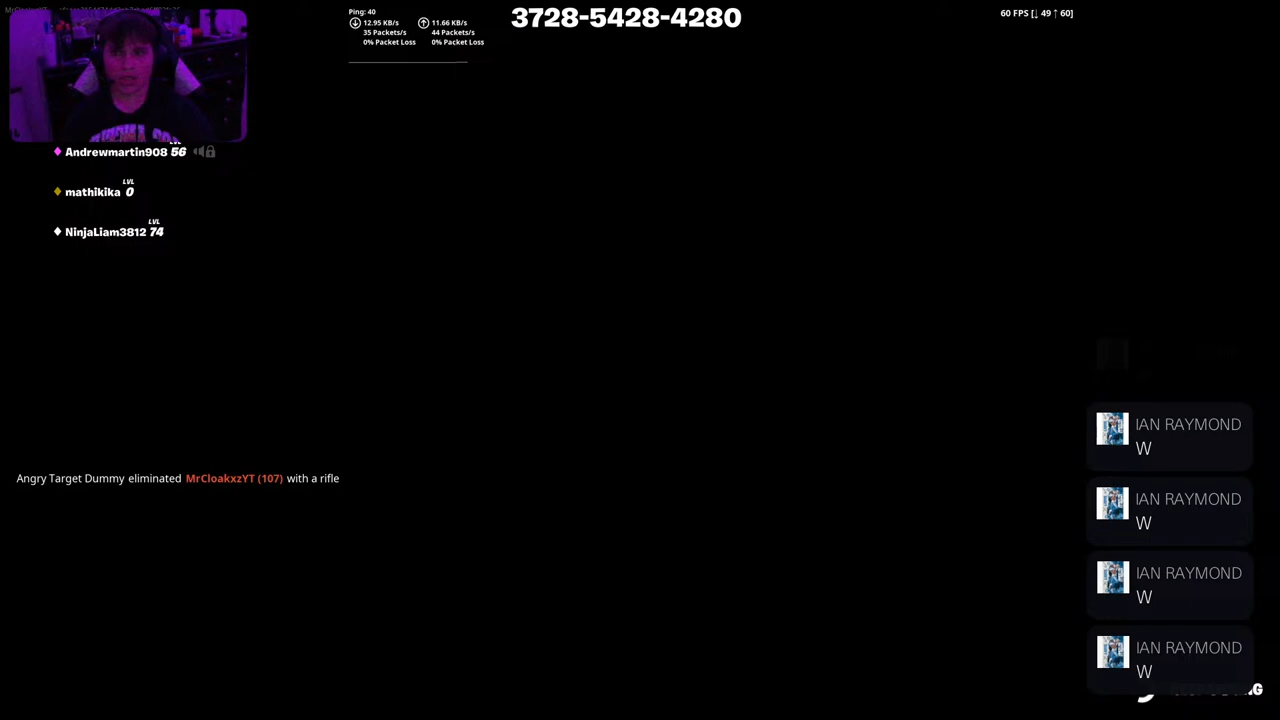 Ping: 40
12.95 KB/s
35 Packets/s
0% Packet Loss
11.66 KB/s
44 Packets/s
0% Packet Loss
3728-5428-4280
60 FPS [↓ 49 ↑ 60]
Andrewmartin908 56
LVL
mathikika 0
LVL
NinjaLiam3812 74
Angry Target Dummy eliminated MrCloakxzYT (107) with a rifle
IAN RAYMOND
W
IAN RAYMOND
W
IAN RAYMOND
W
IAN RAYMOND
W